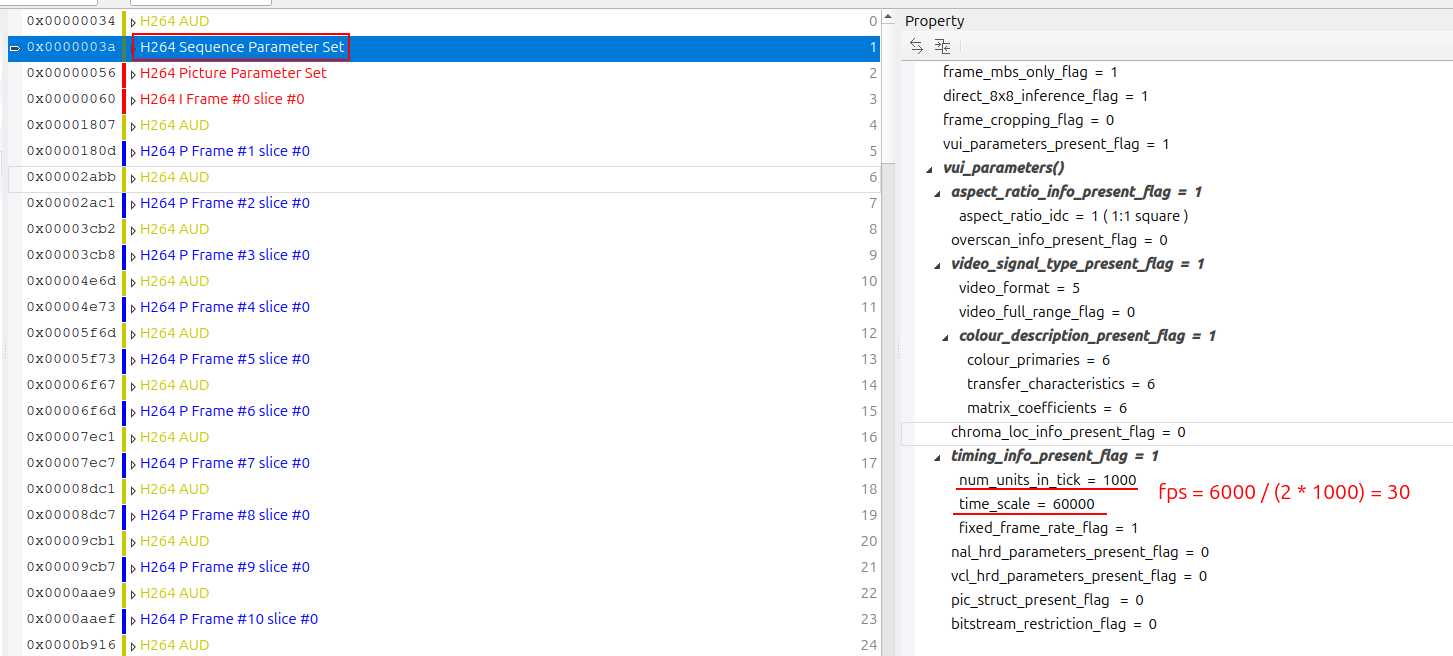 0x00000034 H264 AUD 0
0x0000003a H264 Sequence Parameter Set 1
0x00000056 H264 Picture Parameter Set 2
0x00000060 H264 I Frame #0 slice #0 3
0x00001807 H264 AUD 4
0x0000180d H264 P Frame #1 slice #0 5
0x00002abb H264 AUD 6
0x00002ac1 H264 P Frame #2 slice #0 7
0x00003cb2 H264 AUD 8
0x00003cb8 H264 P Frame #3 slice #0 9
0x00004e6d H264 AUD 10
0x00004e73 H264 P Frame #4 slice #0 11
0x00005f6d H264 AUD 12
0x00005f73 H264 P Frame #5 slice #0 13
0x00006f67 H264 AUD 14
0x00006f6d H264 P Frame #6 slice #0 15
0x00007ec1 H264 AUD 16
0x00007ec7 H264 P Frame #7 slice #0 17
0x00008dc1 H264 AUD 18
0x00008dc7 H264 P Frame #8 slice #0 19
0x00009cb1 H264 AUD 20
0x00009cb7 H264 P Frame #9 slice #0 21
0x0000aae9 H264 AUD 22
0x0000aaef H264 P Frame #10 slice #0 23
0x0000b916 H264 AUD 24
Property
frame_mbs_only_flag = 1
direct_8x8_inference_flag = 1
frame_cropping_flag = 0
vui_parameters_present_flag = 1
vui_parameters()
aspect_ratio_info_present_flag = 1
aspect_ratio_idc = 1 ( 1:1 square )
overscan_info_present_flag = 0
video_signal_type_present_flag = 1
video_format = 5
video_full_range_flag = 0
colour_description_present_flag = 1
colour_primaries = 6
transfer_characteristics = 6
matrix_coefficients = 6
chroma_loc_info_present_flag = 0
timing_info_present_flag = 1
num_units_in_tick = 1000
fps = 6000 / (2 * 1000) = 30
time_scale = 60000
fixed_frame_rate_flag = 1
nal_hrd_parameters_present_flag = 0
vcl_hrd_parameters_present_flag = 0
pic_struct_present_flag = 0
bitstream_restriction_flag = 0